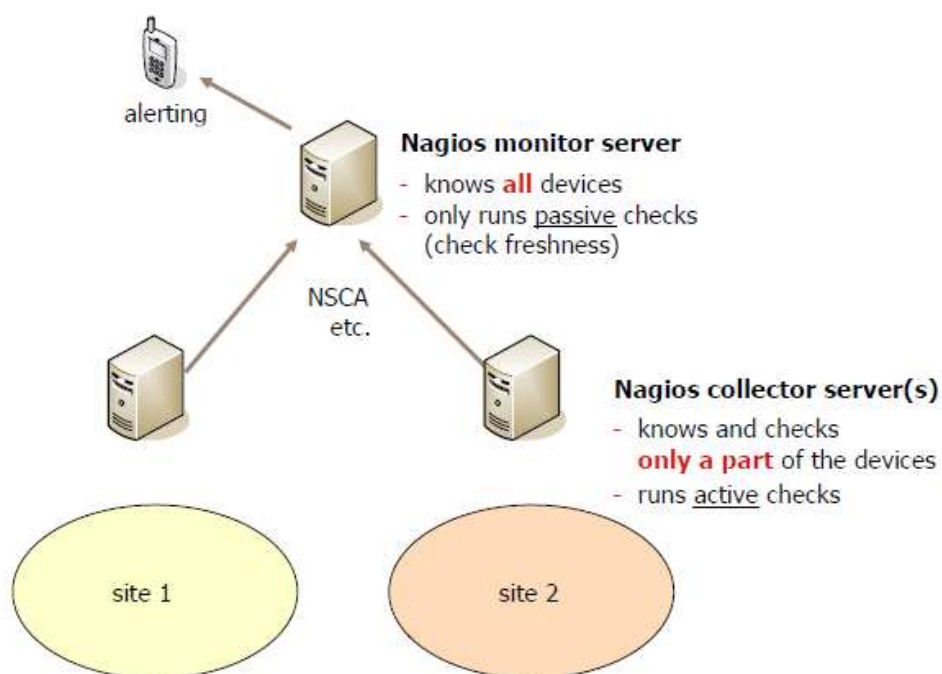 alerting
Nagios monitor server
- knows all devices
- only runs passive checks
(check freshness)
NSCA
etc.
Nagios collector server(s)
- knows and checks
only a part of the devices
- runs active checks
site 1
site 2